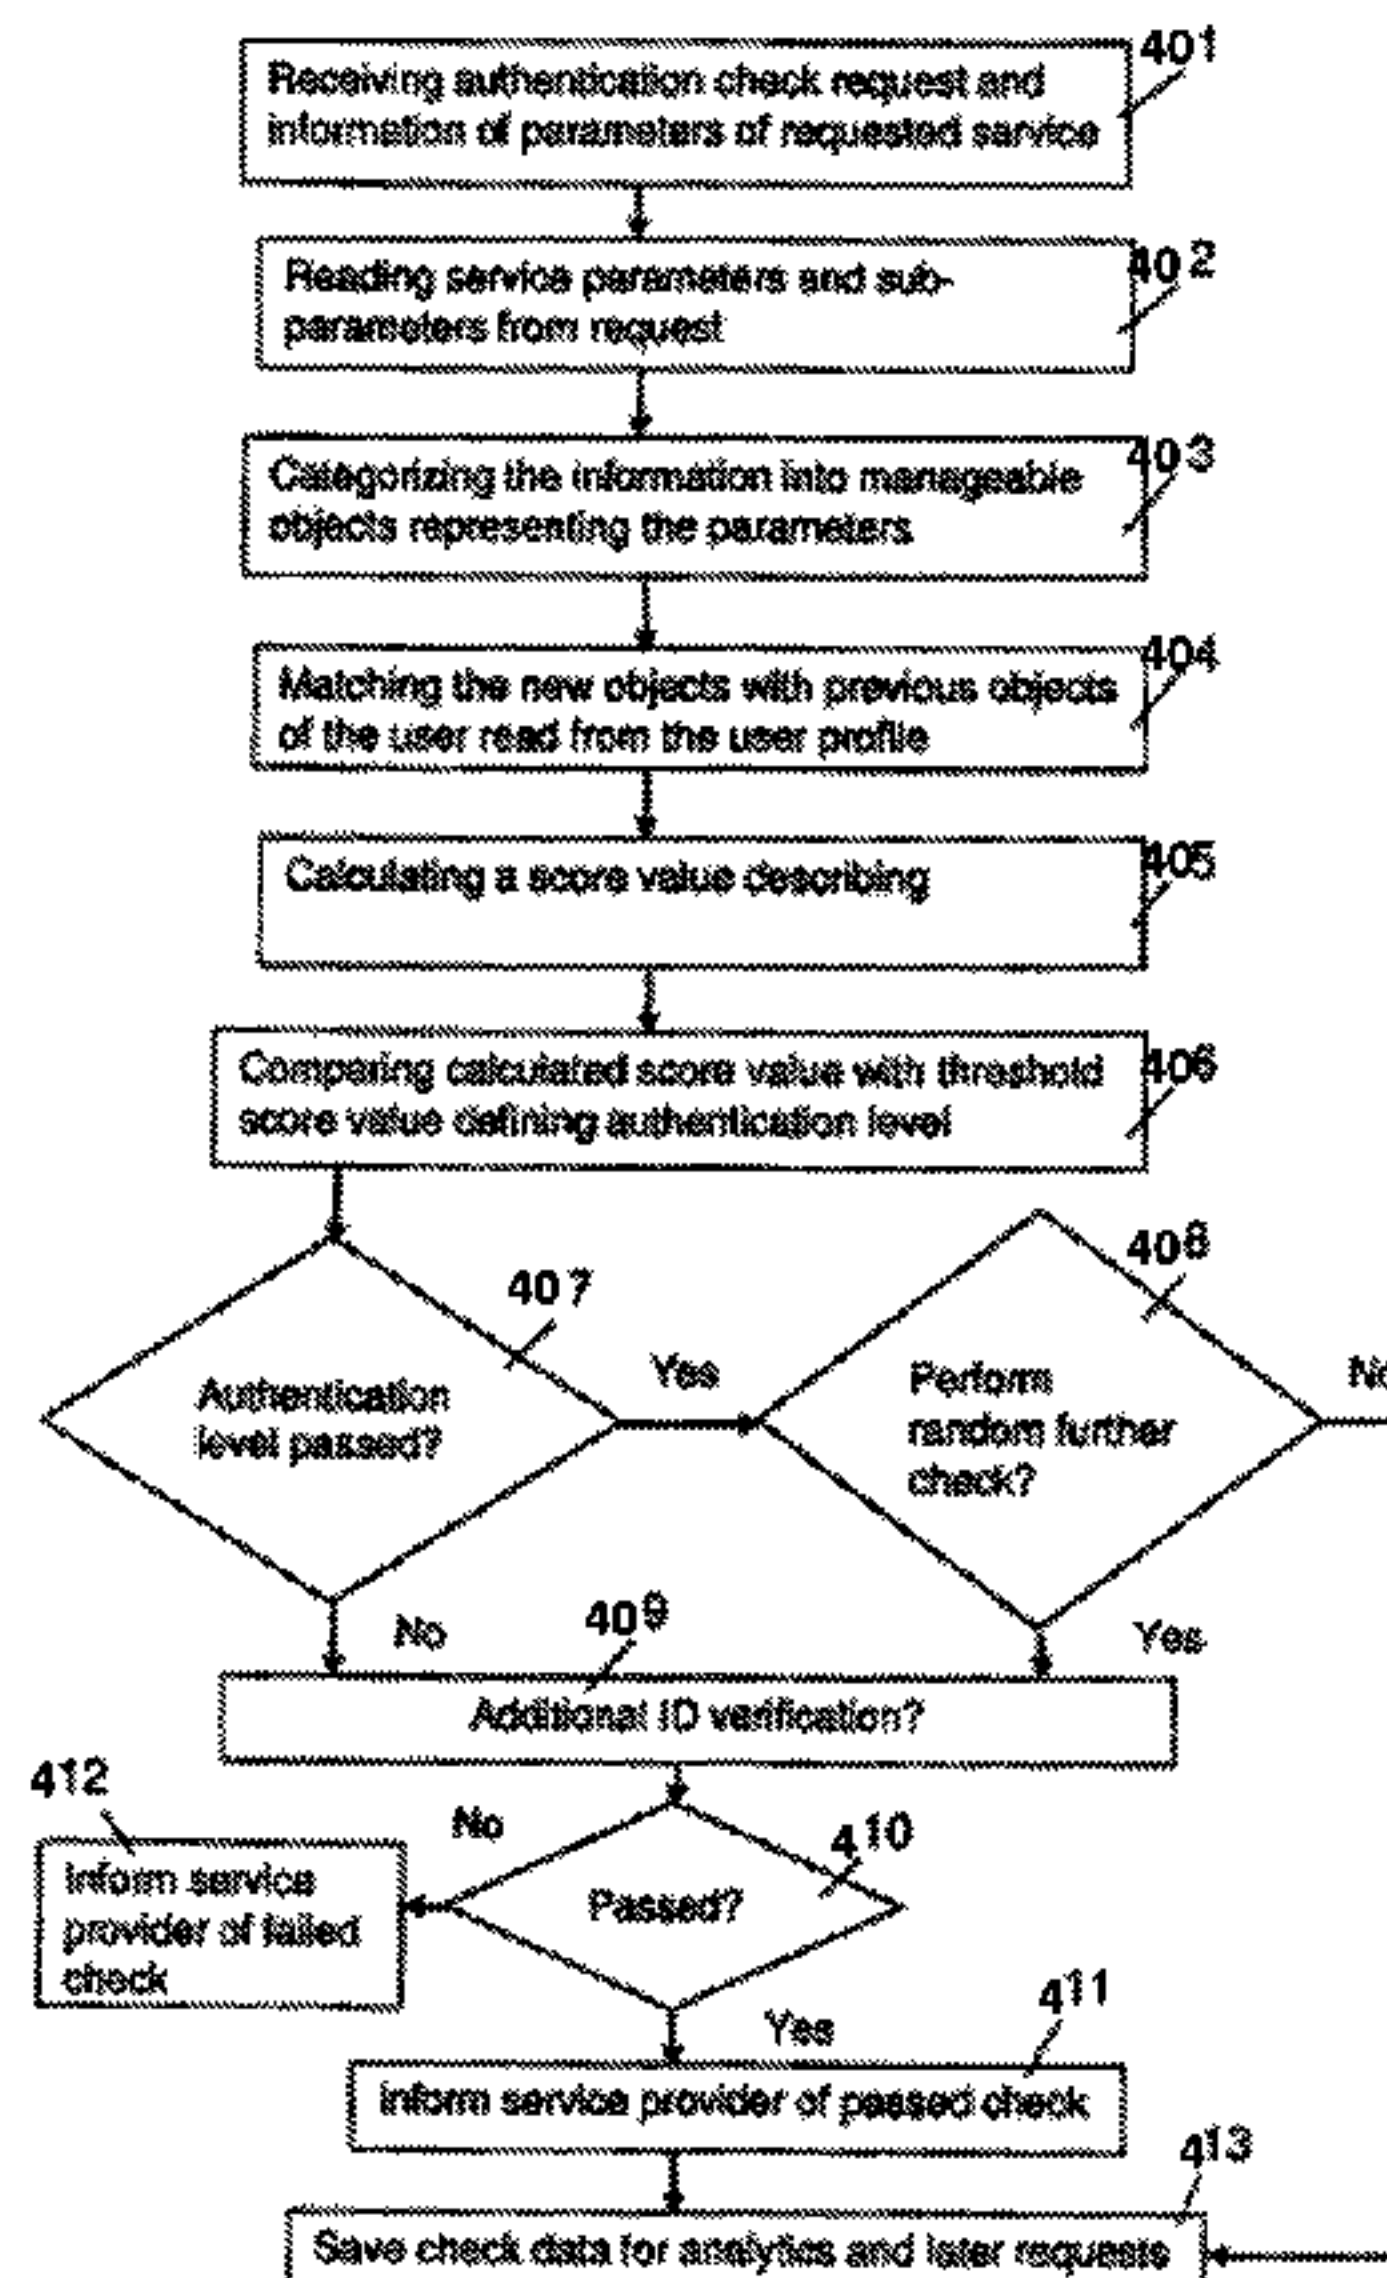 401
Receiving authentication check request and
information of parameters of requested service
402
Reading service parameters and sub-
parameters from request
403
Categorizing the information into manageable
objects representing the parameters
404
Matching the new objects with previous objects
of the user read from the user profile
405
Calculating a score value describing
406
Comparing calculated score value with threshold
score value defining authentication level
407
408
Authentication
level passed?
Yes
Perform
random further
check?
No
No
409
Yes
Additional ID verification?
412
No
410
Inform service
provider of failed
check
Passed?
Yes
411
Inform service provider of passed check
413
Save check data for analytics and later requests